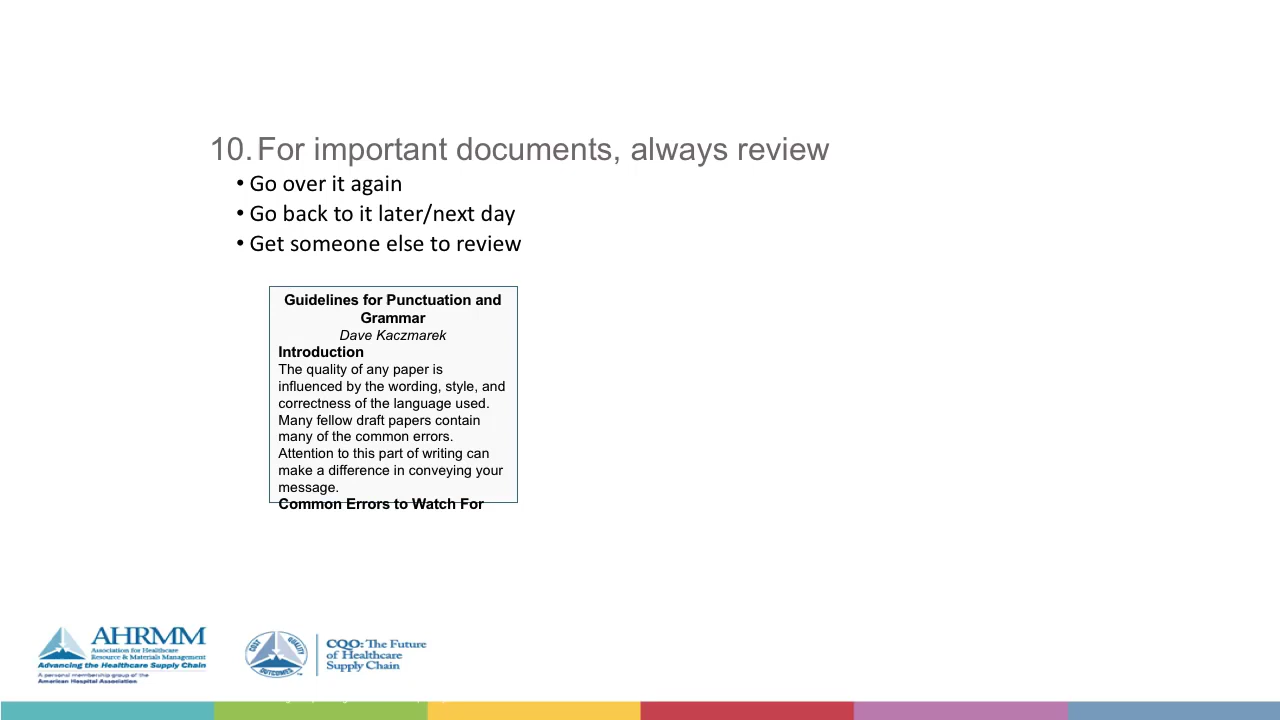 10. For important documents, always review
• Go over it again
• Go back to it later/next day
• Get someone else to review
Guidelines for Punctuation and
Grammar
Dave Kaczmarek
Introduction
The quality of any paper is
influenced by the wording, style, and
correctness of the language used.
Many fellow draft papers contain
many of the common errors.
Attention to this part of writing can
make a difference in conveying your
message.
Common Errors to Watch For
AHRMM
Association for Healthcare
Resource & Materials Management
Advancing the Healthcare Supply Chain
A personal membership group of the
American Hospital Association
COST QUALITY OUTCOMES ™
CQO: The Future
of Healthcare
Supply Chain